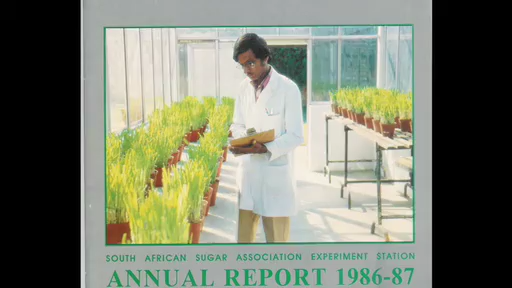 SOUTH AFRICAN SUGAR ASSOCIATION EXPERIMENT STATION
ANNUAL REPORT 1986-87